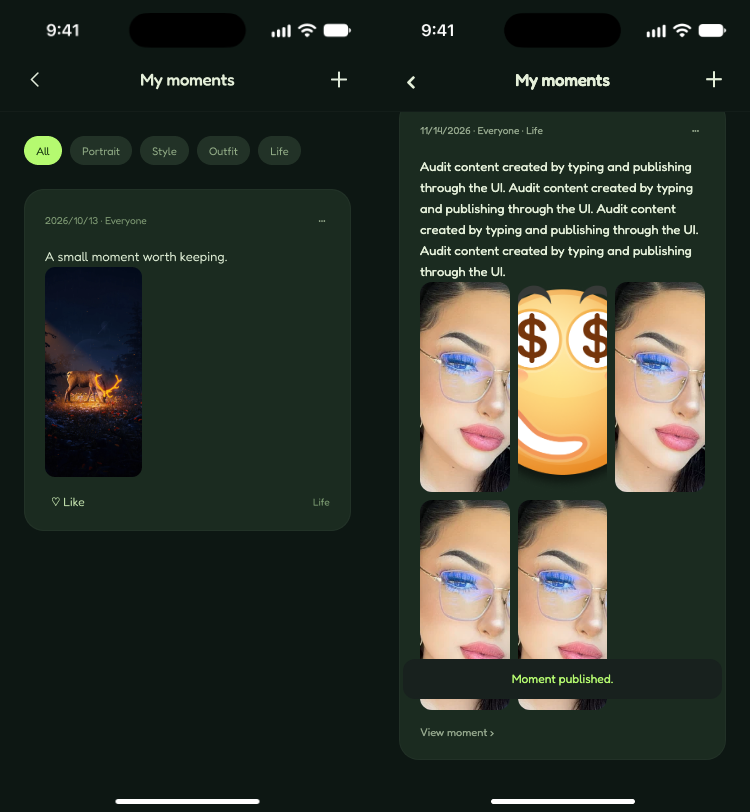 9:41
My moments
All
Portrait
Style
Outfit
Life
2026/10/13 · Everyone
...
A small moment worth keeping.
♡ Like
Life
9:41
My moments
11/14/2026 · Everyone · Life
...
Audit content created by typing and publishing
through the UI. Audit content created by typing
and publishing through the UI. Audit content
created by typing and publishing through the UI.
Audit content created by typing and publishing
through the UI.
$ $
Moment published.
View moment ›